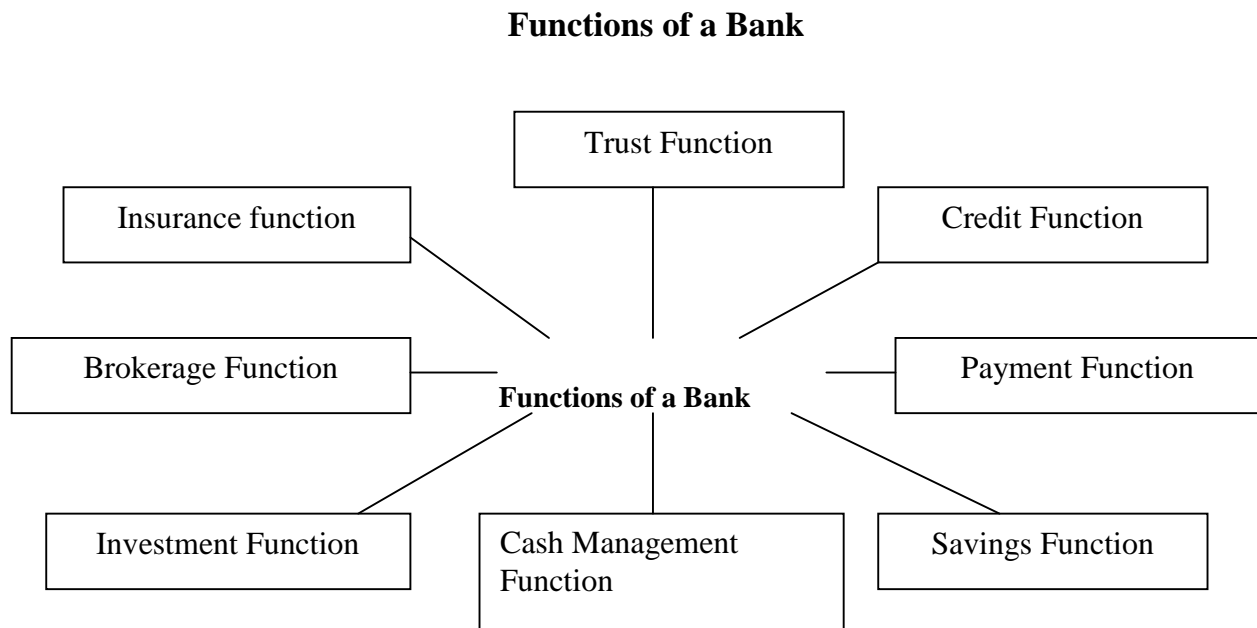 Functions of a Bank
Trust Function
Insurance function
Credit Function
Brokerage Function
Payment Function
Functions of a Bank
Investment Function
Cash Management
Function
Savings Function